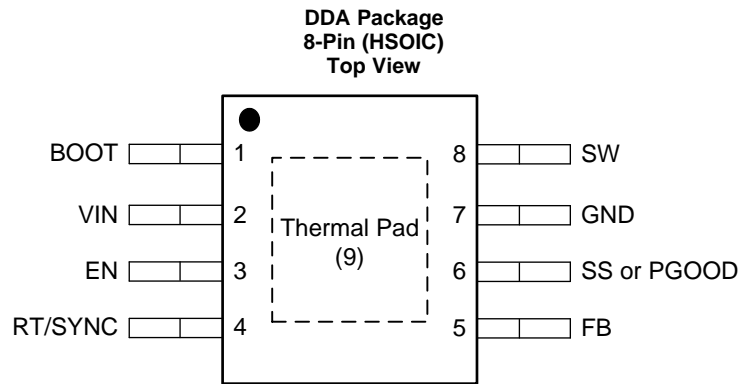 DDA Package
8-Pin (HSOIC)
Top View
BOOT 1 8 SW
VIN 2 7 GND
Thermal Pad
(9)
EN 3 6 SS or PGOOD
RT/SYNC 4 5 FB